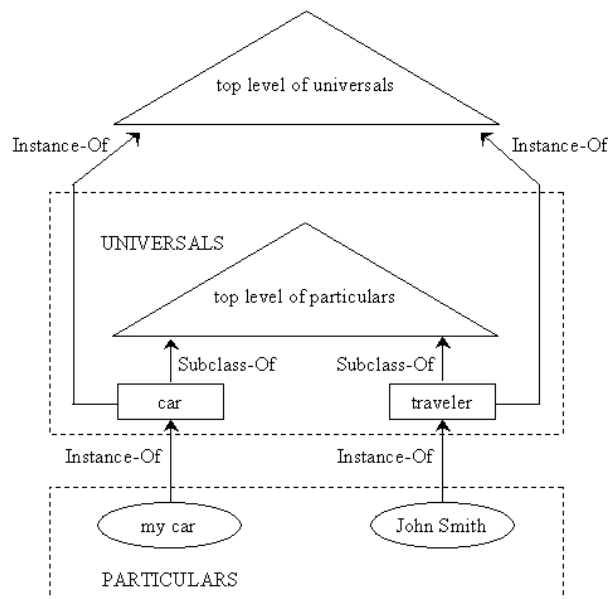 top level of universals
Instance-Of
Instance-Of
UNIVERSALS
top level of particulars
Subclass-Of
Subclass-Of
car
traveler
Instance-Of
Instance-Of
my car
John Smith
PARTICULARS